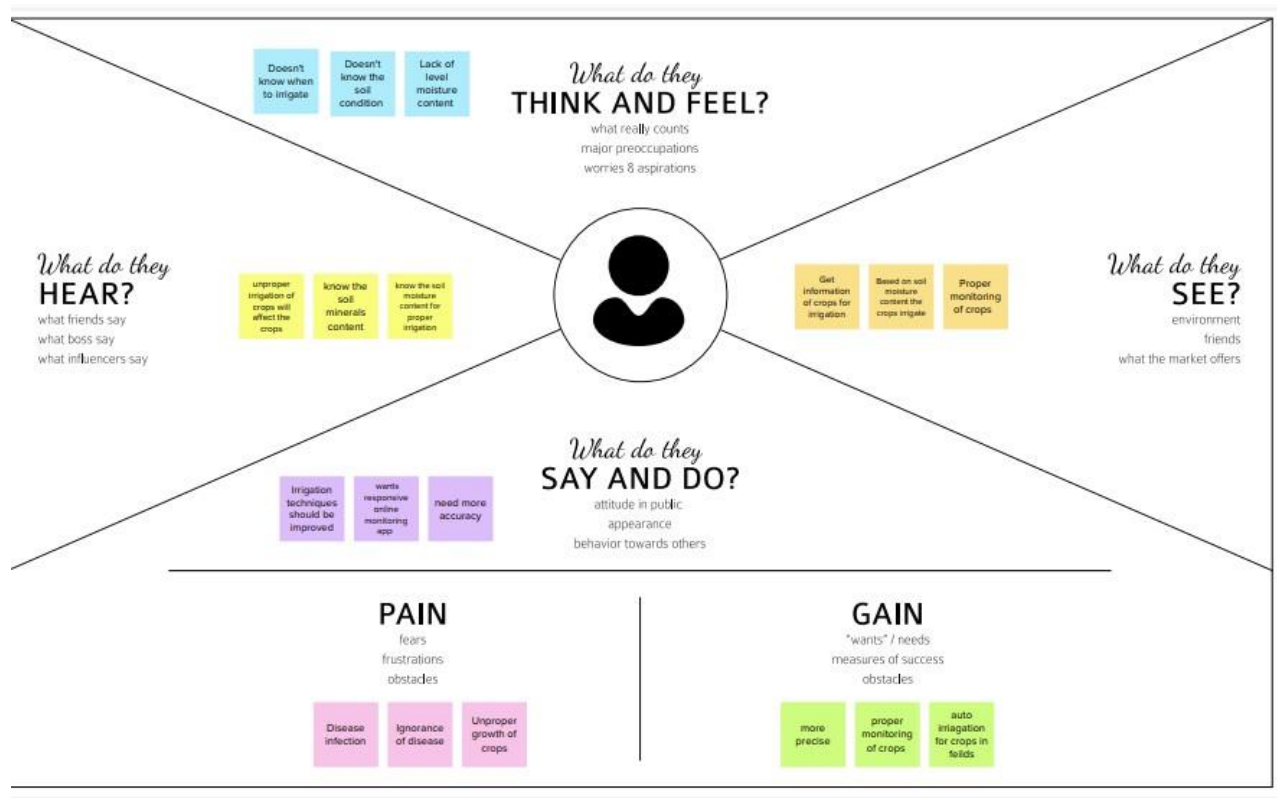 Doesn't
know when
to irrigate
Doesn't
know the
soil
condition
Lack of
level
moisture
content
What do they
THINK AND FEEL?
what really counts
major preoccupations
worries & aspirations
What do they
HEAR?
what friends say
what boss say
what influencers say
unproper
irrigation of
crops will
affect the
crops
know the
soil
minerals
content
know the soil
moisture
content for
proper
irrigation
Get
information
of crops for
irrigation
Based on soil
moisture
content the
crops irrigate
Proper
monitoring
of crops
What do they
SEE?
environment
friends
what the market offers
What do they
SAY AND DO?
attitude in public
appearance
behavior towards others
Irrigation
techniques
should be
improved
wants
responsive
online
monitoring
app
need more
accuracy
PAIN
fears
frustrations
obstacles
Disease
infection
Ignorance
of disease
Unproper
growth of
crops
GAIN
"wants" / needs
measures of success
obstacles
more
precise
proper
monitoring
of crops
auto
irriagation
for crops in
feilds